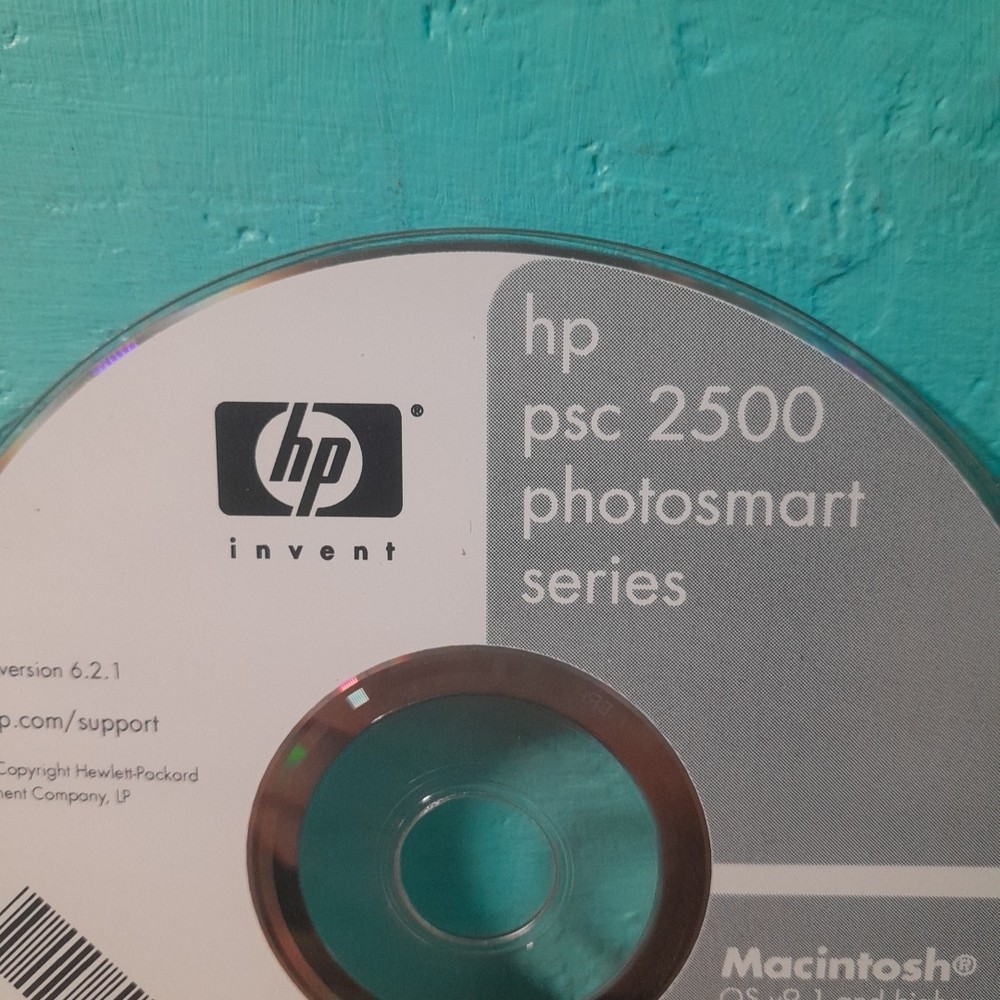 hp
psc 2500
photosmart
series
hp®
invent
version 6.2.1
p.com/support
Copyright Hewlett-Packard
ment Company, LP
Macintosh®